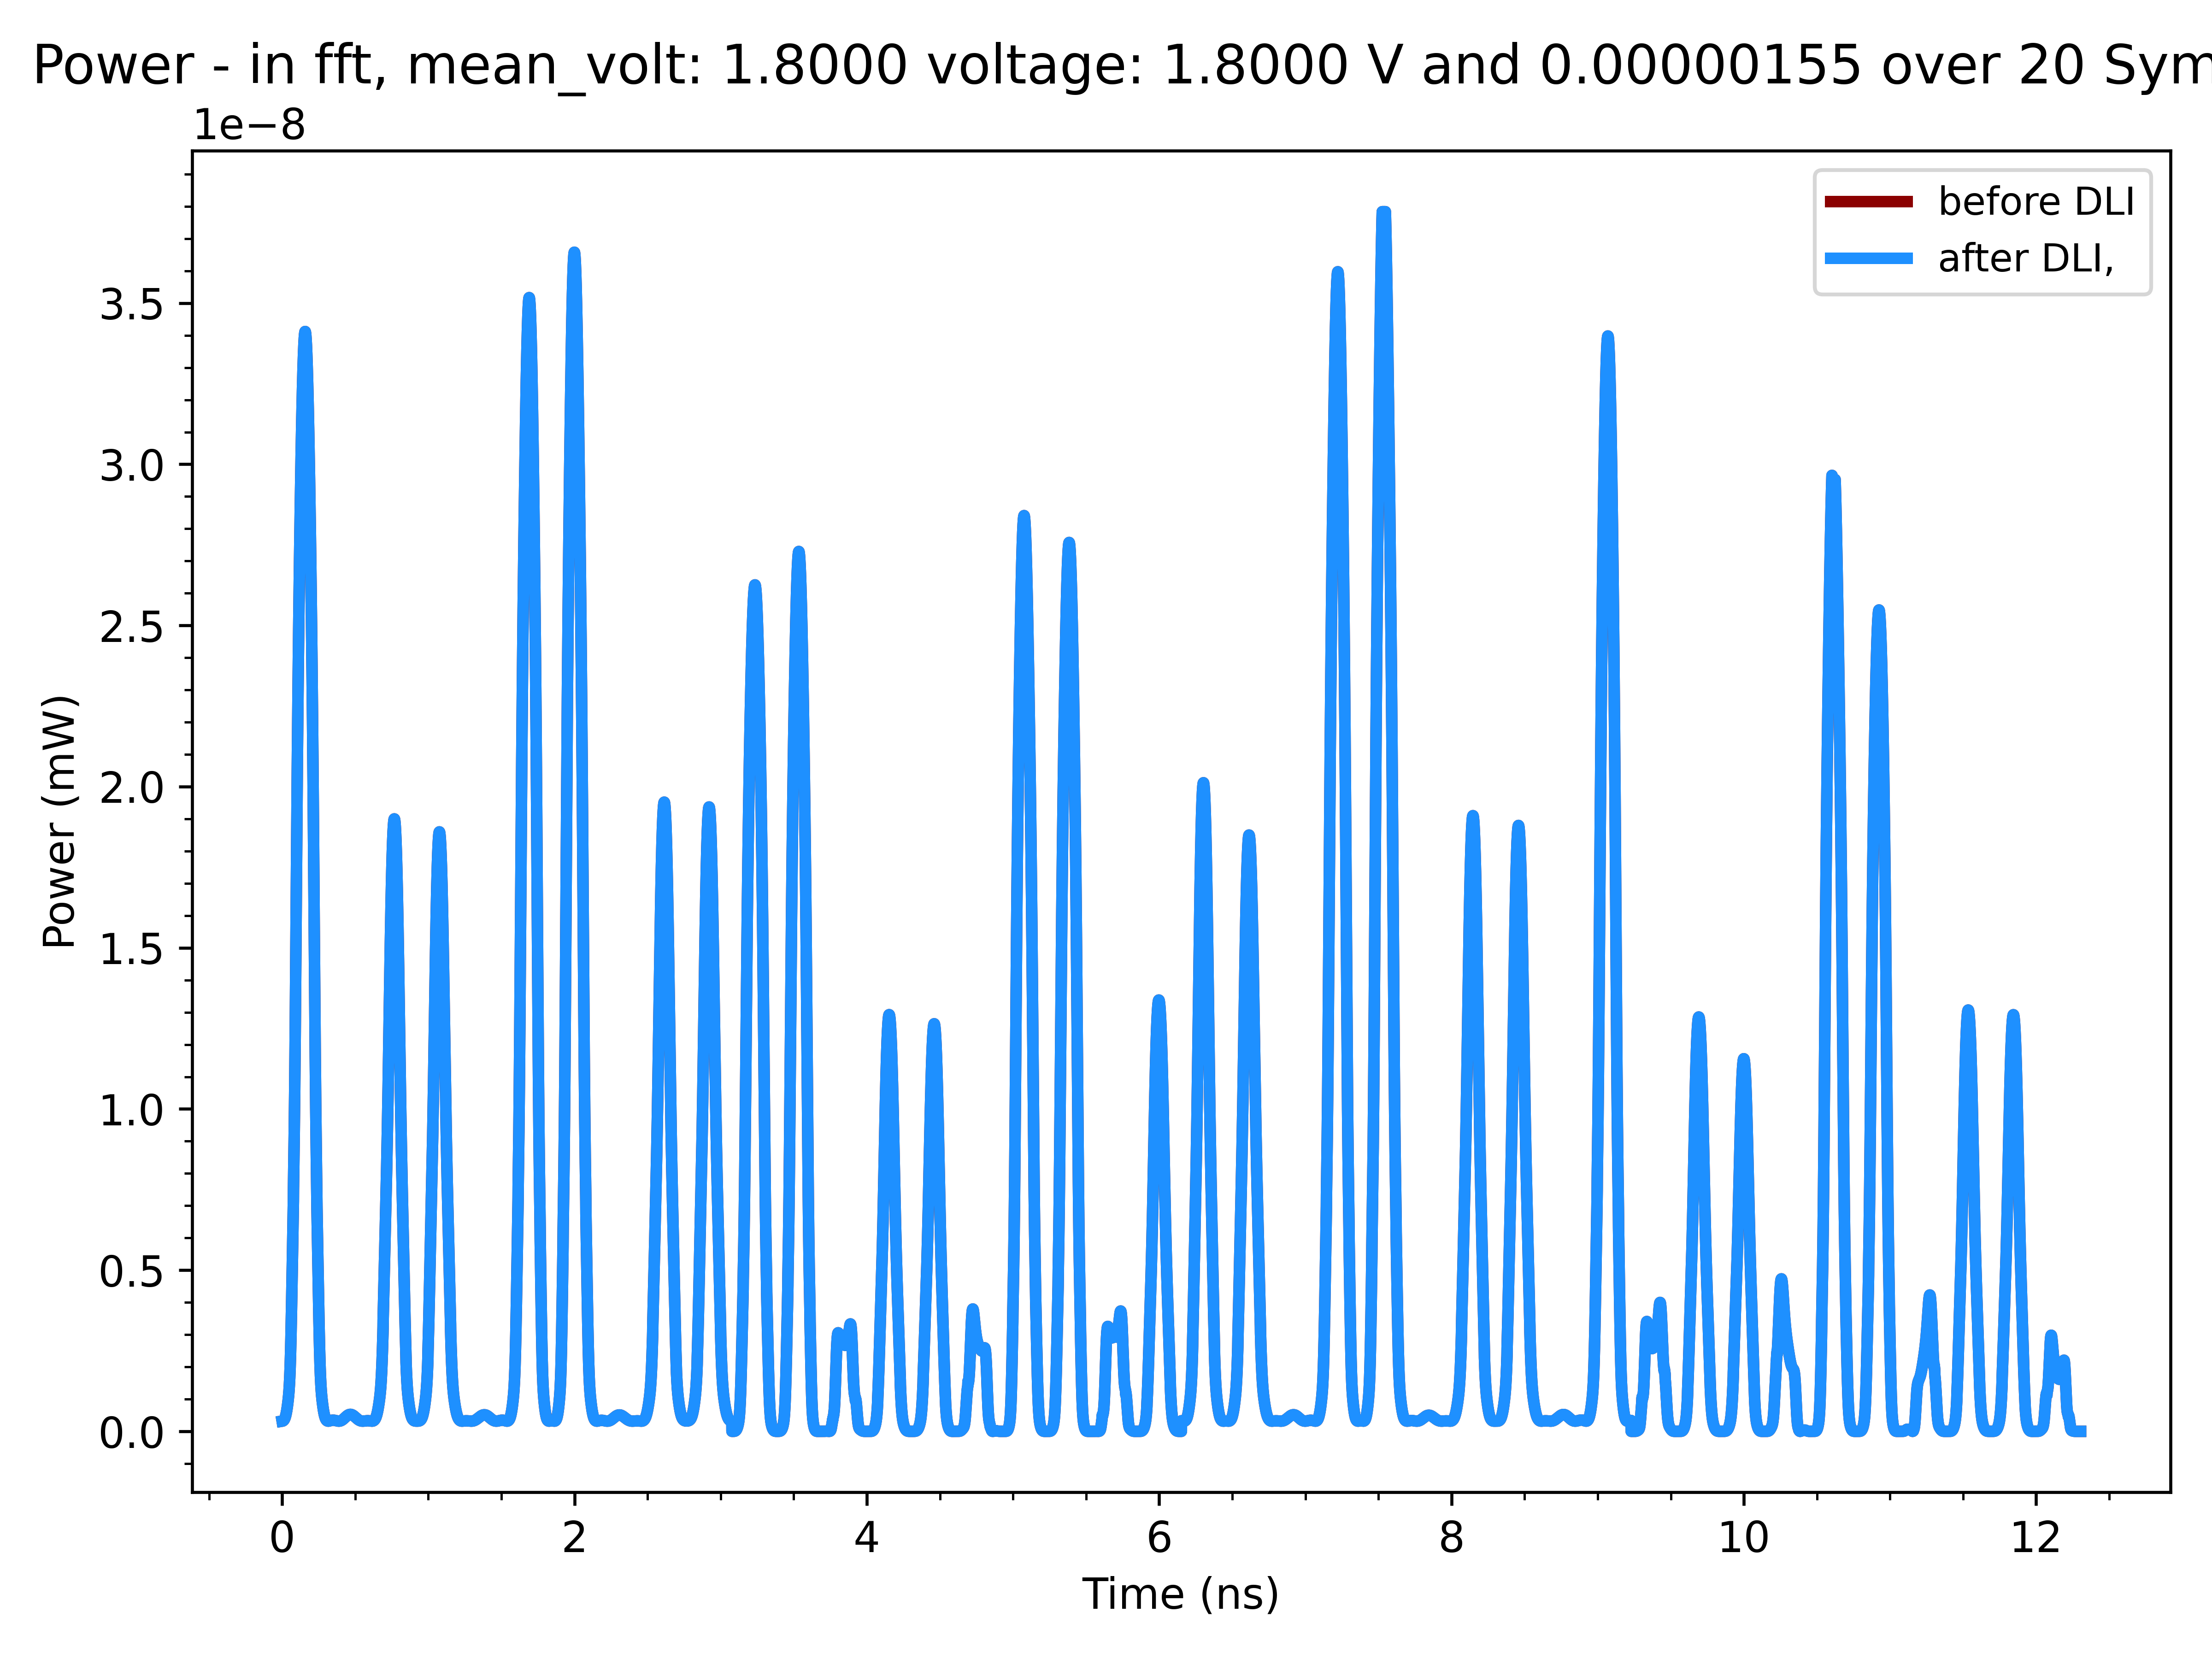 Power - in fft, mean_volt: 1.8000 voltage: 1.8000 V and 0.00000155 over 20 Sym
1e−8
before DLI
after DLI,
3.5
3.0
2.5
2.0
1.5
1.0
0.5
0.0
Power (mW)
0 2 4 6 8 10 12
Time (ns)